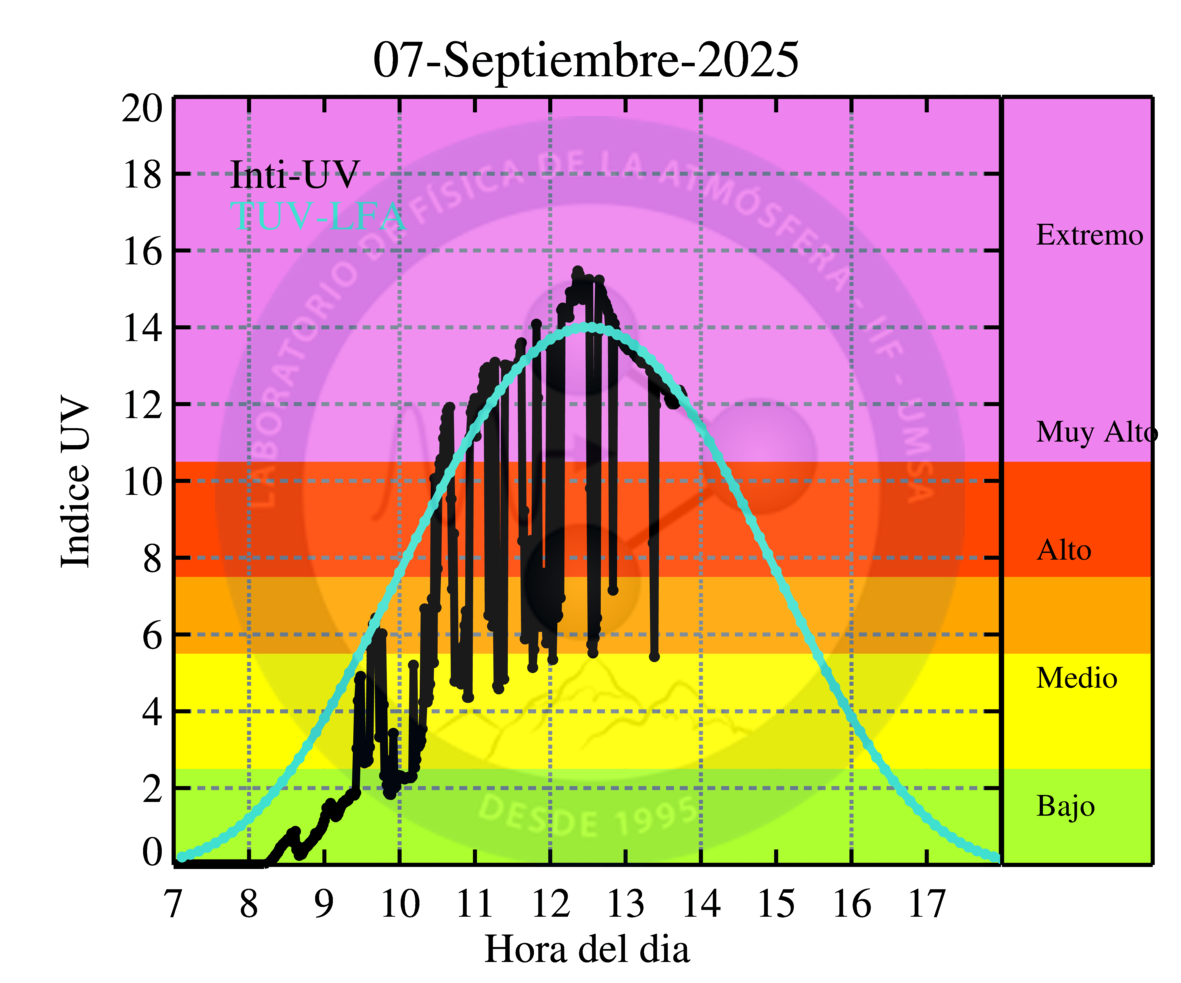 07-Septiembre-2025
20
18
16
14
12
10
8
6
4
2
0
Indice UV
Inti-UV
TUV-LFA
LABORATORIO DE FÍSICA DE LA ATMÓSFERA - IIF - UMSA
DESDE 1995
Extremo
Muy Alto
Alto
Medio
Bajo
7 8 9 10 11 12 13 14 15 16 17
Hora del dia